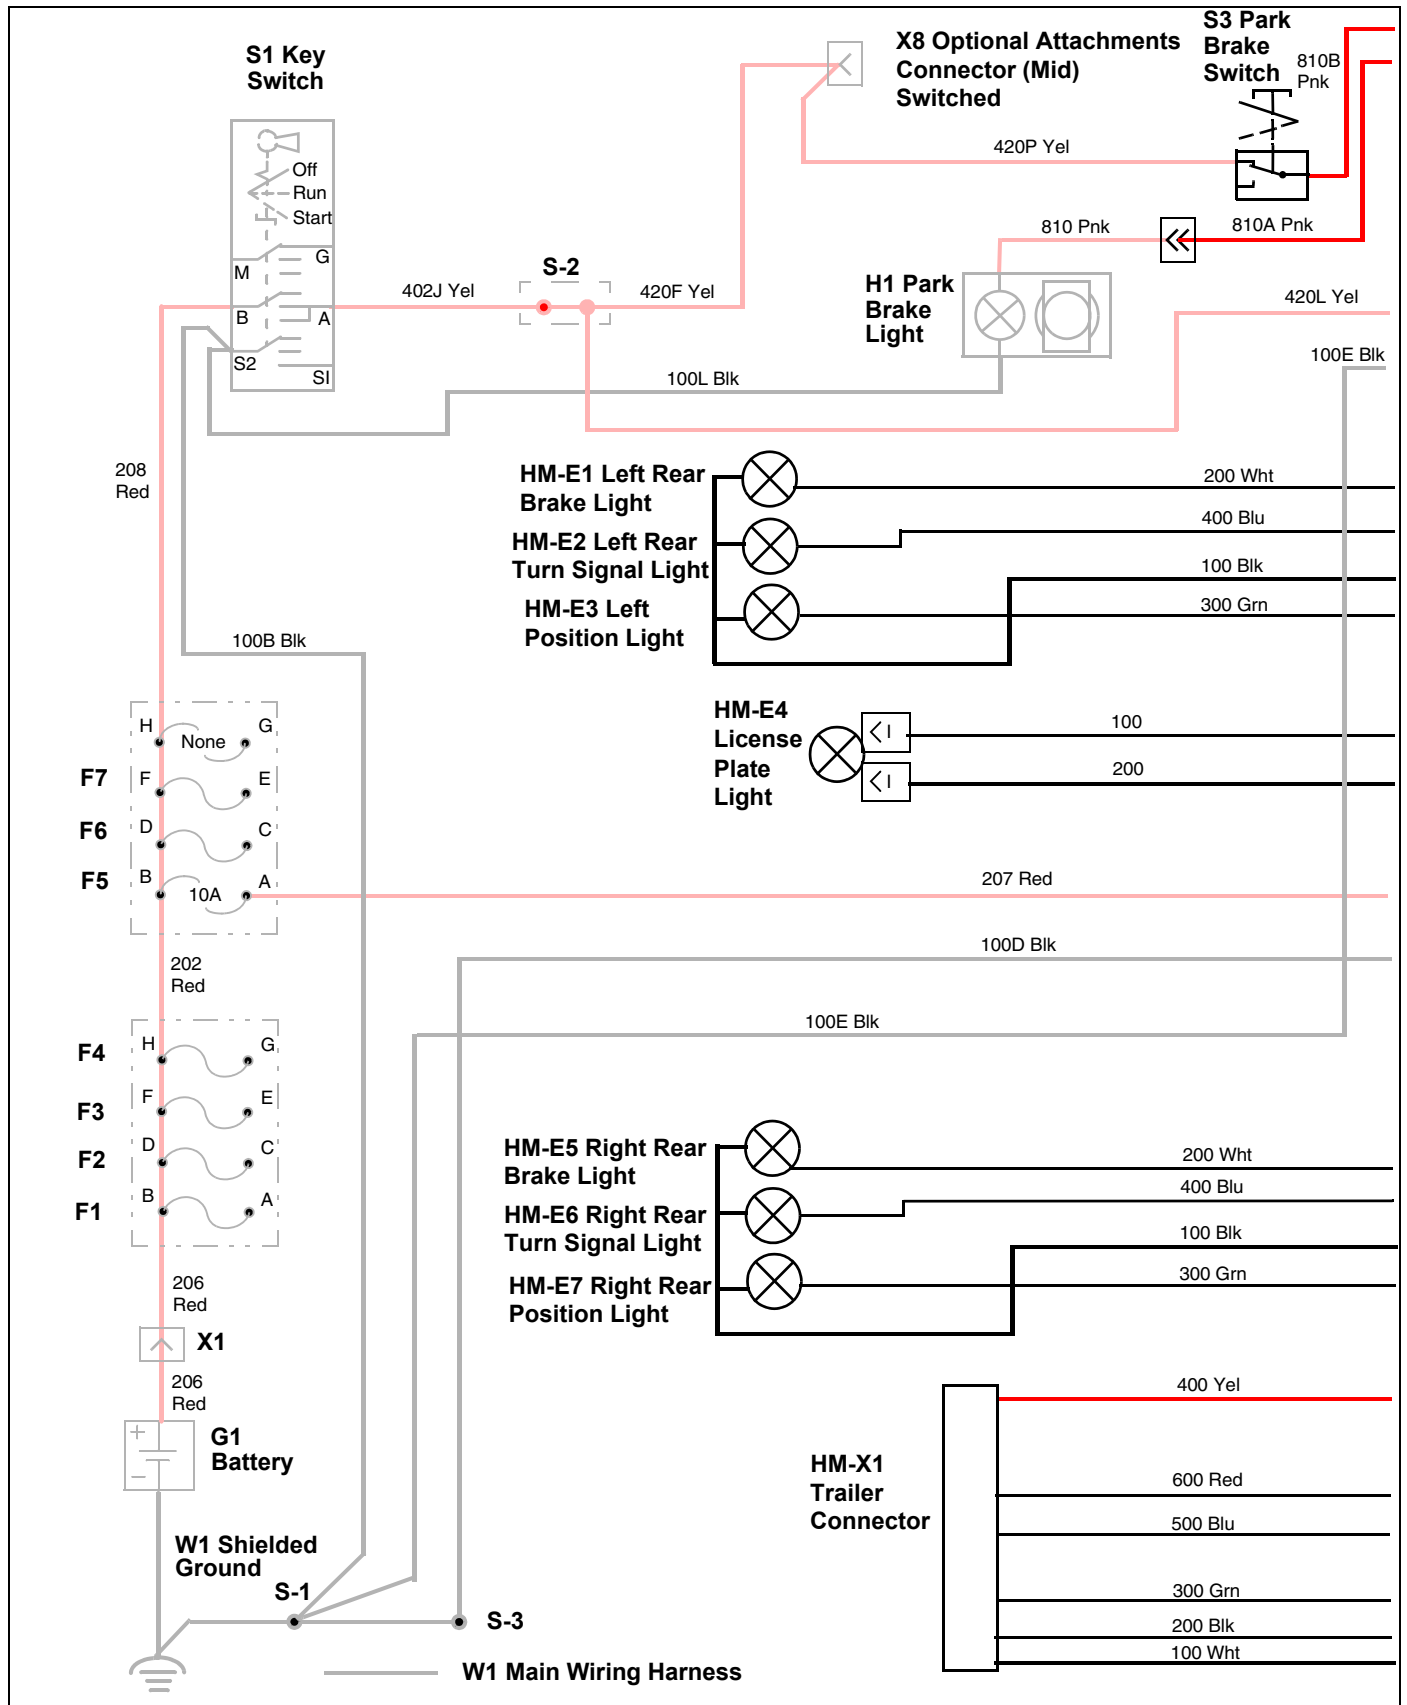 S1 Key
Switch
Off
Run
Start
M
G
B
A
S2
SI
X8 Optional Attachments
Connector (Mid)
Switched
S3 Park
Brake
Switch
810B
Pnk
420P Yel
810 Pnk
810A Pnk
S-2
402J Yel
420F Yel
H1 Park
Brake
Light
420L Yel
100E Blk
100L Blk
208
Red
HM-E1 Left Rear
Brake Light
200 Wht
HM-E2 Left Rear
Turn Signal Light
400 Blu
100 Blk
HM-E3 Left
Position Light
300 Grn
100B Blk
HM-E4
License
Plate
Light
100
200
H
None
G
F7
F
E
F6
D
C
F5
B
10A
A
207 Red
202
Red
100D Blk
100E Blk
F4
H
G
F3
F
E
F2
D
C
F1
B
A
HM-E5 Right Rear
Brake Light
200 Wht
400 Blu
HM-E6 Right Rear
Turn Signal Light
100 Blk
HM-E7 Right Rear
Position Light
300 Grn
206
Red
X1
206
Red
+
−
G1
Battery
400 Yel
HM-X1
Trailer
Connector
600 Red
500 Blu
300 Grn
200 Blk
100 Wht
W1 Shielded
Ground
S-1
S-3
W1 Main Wiring Harness